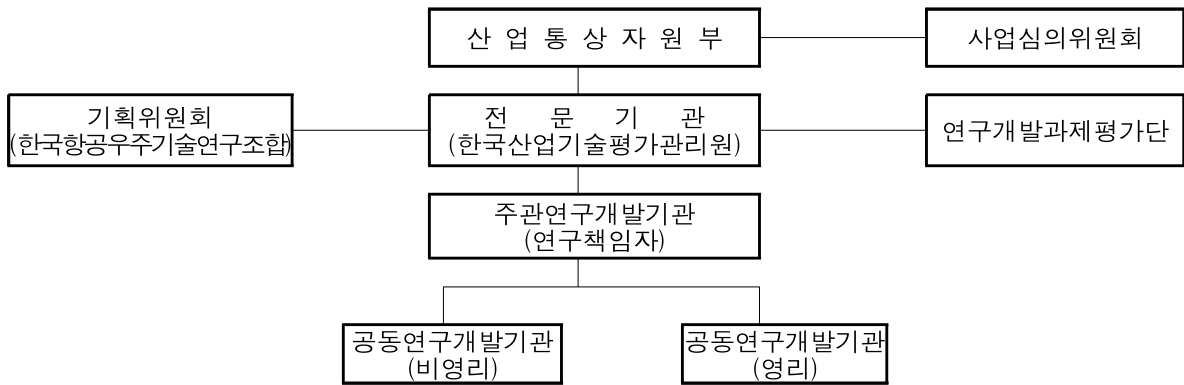 산 업 통 상 자 원 부
사업심의위원회
기획위원회
(한국항공우주기술연구조합)
전 문 기 관
(한국산업기술평가관리원)
연구개발과제평가단
주관연구개발기관
(연구책임자)
공동연구개발기관
(비영리)
공동연구개발기관
(영리)